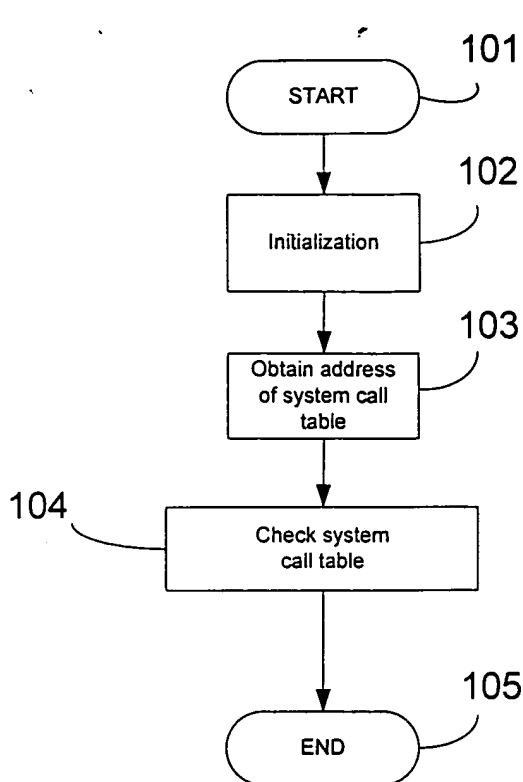 101
START
102
Initialization
103
Obtain address
of system call
table
104
Check system
call table
105
END